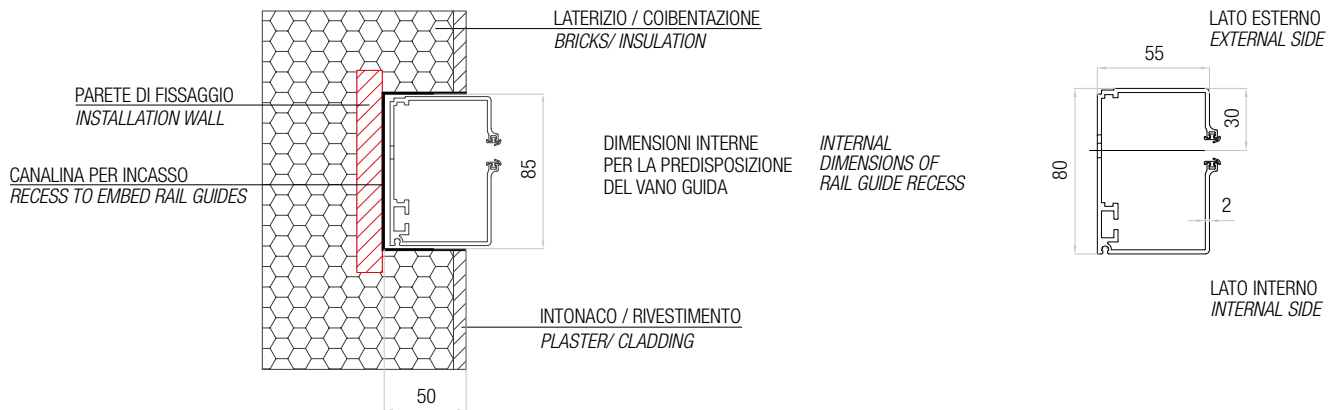 LATERIZIO / COIBENTAZIONE
BRICKS/ INSULATION
PARETE DI FISSAGGIO
INSTALLATION WALL
CANALINA PER INCASSO
RECESS TO EMBED RAIL GUIDES
85
DIMENSIONI INTERNE
PER LA PREDISPOSIZIONE
DEL VANO GUIDA
INTERNAL
DIMENSIONS OF
RAIL GUIDE RECESS
INTONACO / RIVESTIMENTO
PLASTER/ CLADDING
50
LATO ESTERNO
EXTERNAL SIDE
55
30
80
2
LATO INTERNO
INTERNAL SIDE